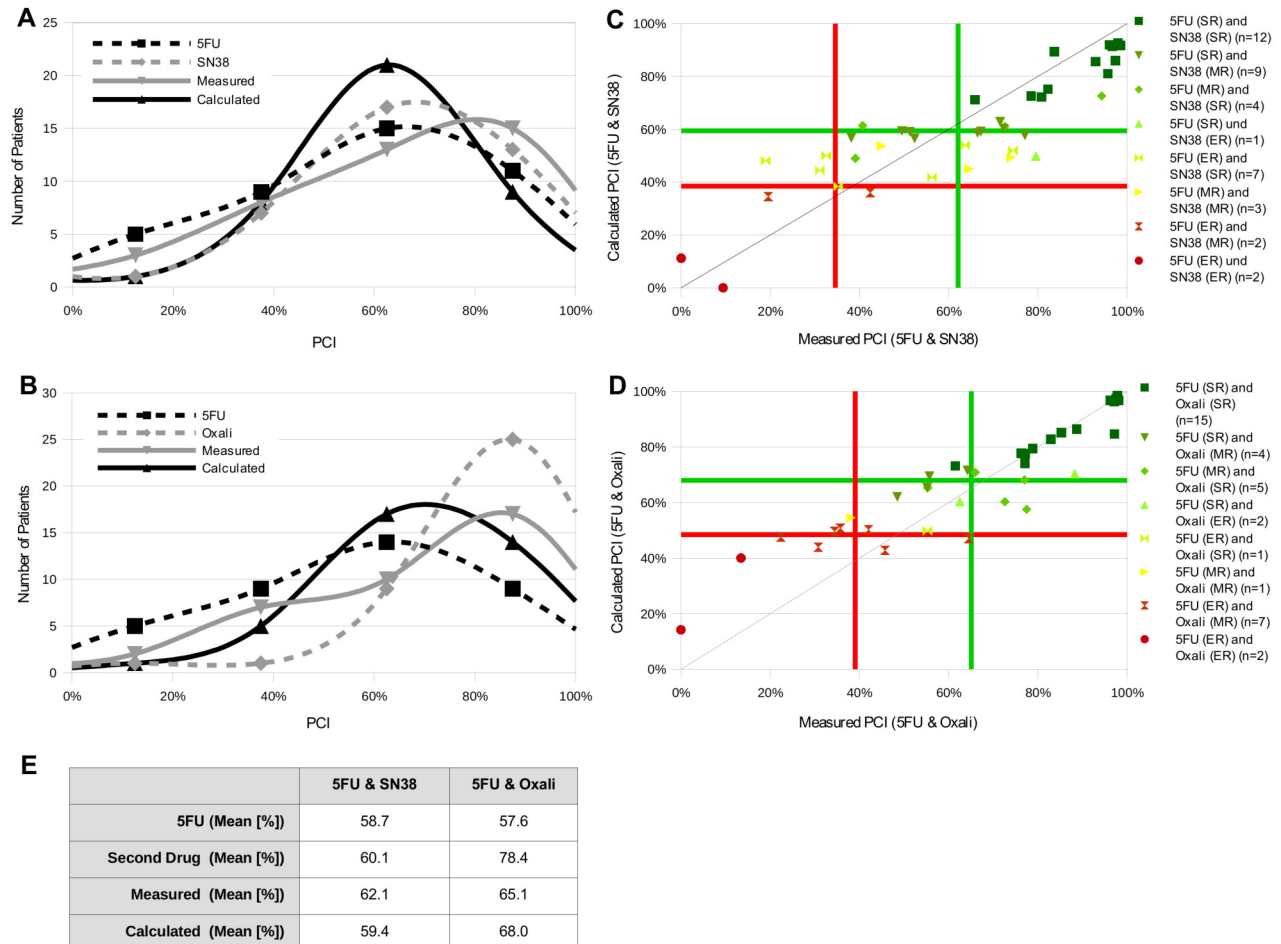 A
25
20
15
10
5
0
Number of Patients
5FU
SN38
Measured
Calculated
0%
20%
40%
60%
80%
100%
PCI
B
30
25
20
15
10
5
0
Number of Patients
5FU
Oxali
Measured
Calculated
0%
20%
40%
60%
80%
100%
PCI
C
100%
80%
60%
40%
20%
0%
Calculated PCI (5FU & SN38)
0%
20%
40%
60%
80%
100%
Measured PCI (5FU & SN38)
5FU (SR) and
SN38 (SR) (n=12)
5FU (SR) and
SN38 (MR) (n=9)
5FU (MR) and
SN38 (SR) (n=4)
5FU (SR) und
SN38 (ER) (n=1)
5FU (ER) and
SN38 (SR) (n=7)
5FU (MR) and
SN38 (MR) (n=3)
5FU (ER) and
SN38 (MR) (n=2)
5FU (ER) und
SN38 (ER) (n=2)
D
100%
80%
60%
40%
20%
0%
Calculated PCI (5FU & Oxali)
0%
20%
40%
60%
80%
100%
Measured PCI (5FU & Oxali)
5FU (SR) and
Oxali (SR)
(n=15)
5FU (SR) and
Oxali (MR) (n=4)
5FU (MR) and
Oxali (SR) (n=5)
5FU (SR) and
Oxali (ER) (n=2)
5FU (ER) and
Oxali (SR) (n=1)
5FU (MR) and
Oxali (MR) (n=1)
5FU (ER) and
Oxali (MR) (n=7)
5FU (ER) and
Oxali (ER) (n=2)
E
5FU & SN38 5FU & Oxali
5FU (Mean [%]) 58.7 57.6
Second Drug (Mean [%]) 60.1 78.4
Measured (Mean [%]) 62.1 65.1
Calculated (Mean [%]) 59.4 68.0